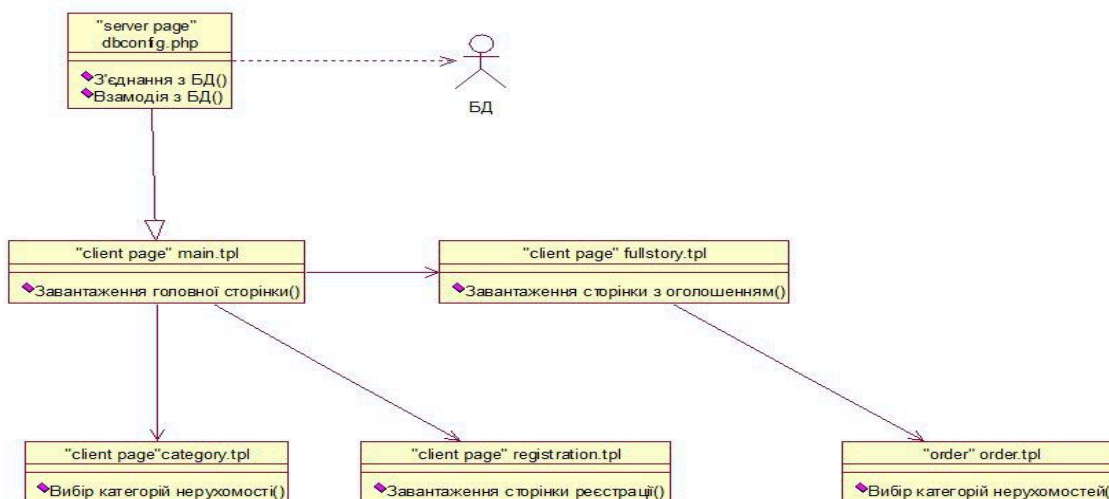 "server page"
dbconfig.php
З'єднання з БД()
Взамодія з БД()
БД
"client page" main.tpl
Завантаження головної сторінки()
"client page" fullstory.tpl
Завантаження сторінки з оголошенням()
"client page"category.tpl
Вибір категорій нерухомості()
"client page" registration.tpl
Завантаження сторінки реєстрації()
"order" order.tpl
Вибір категорій нерухомостей()